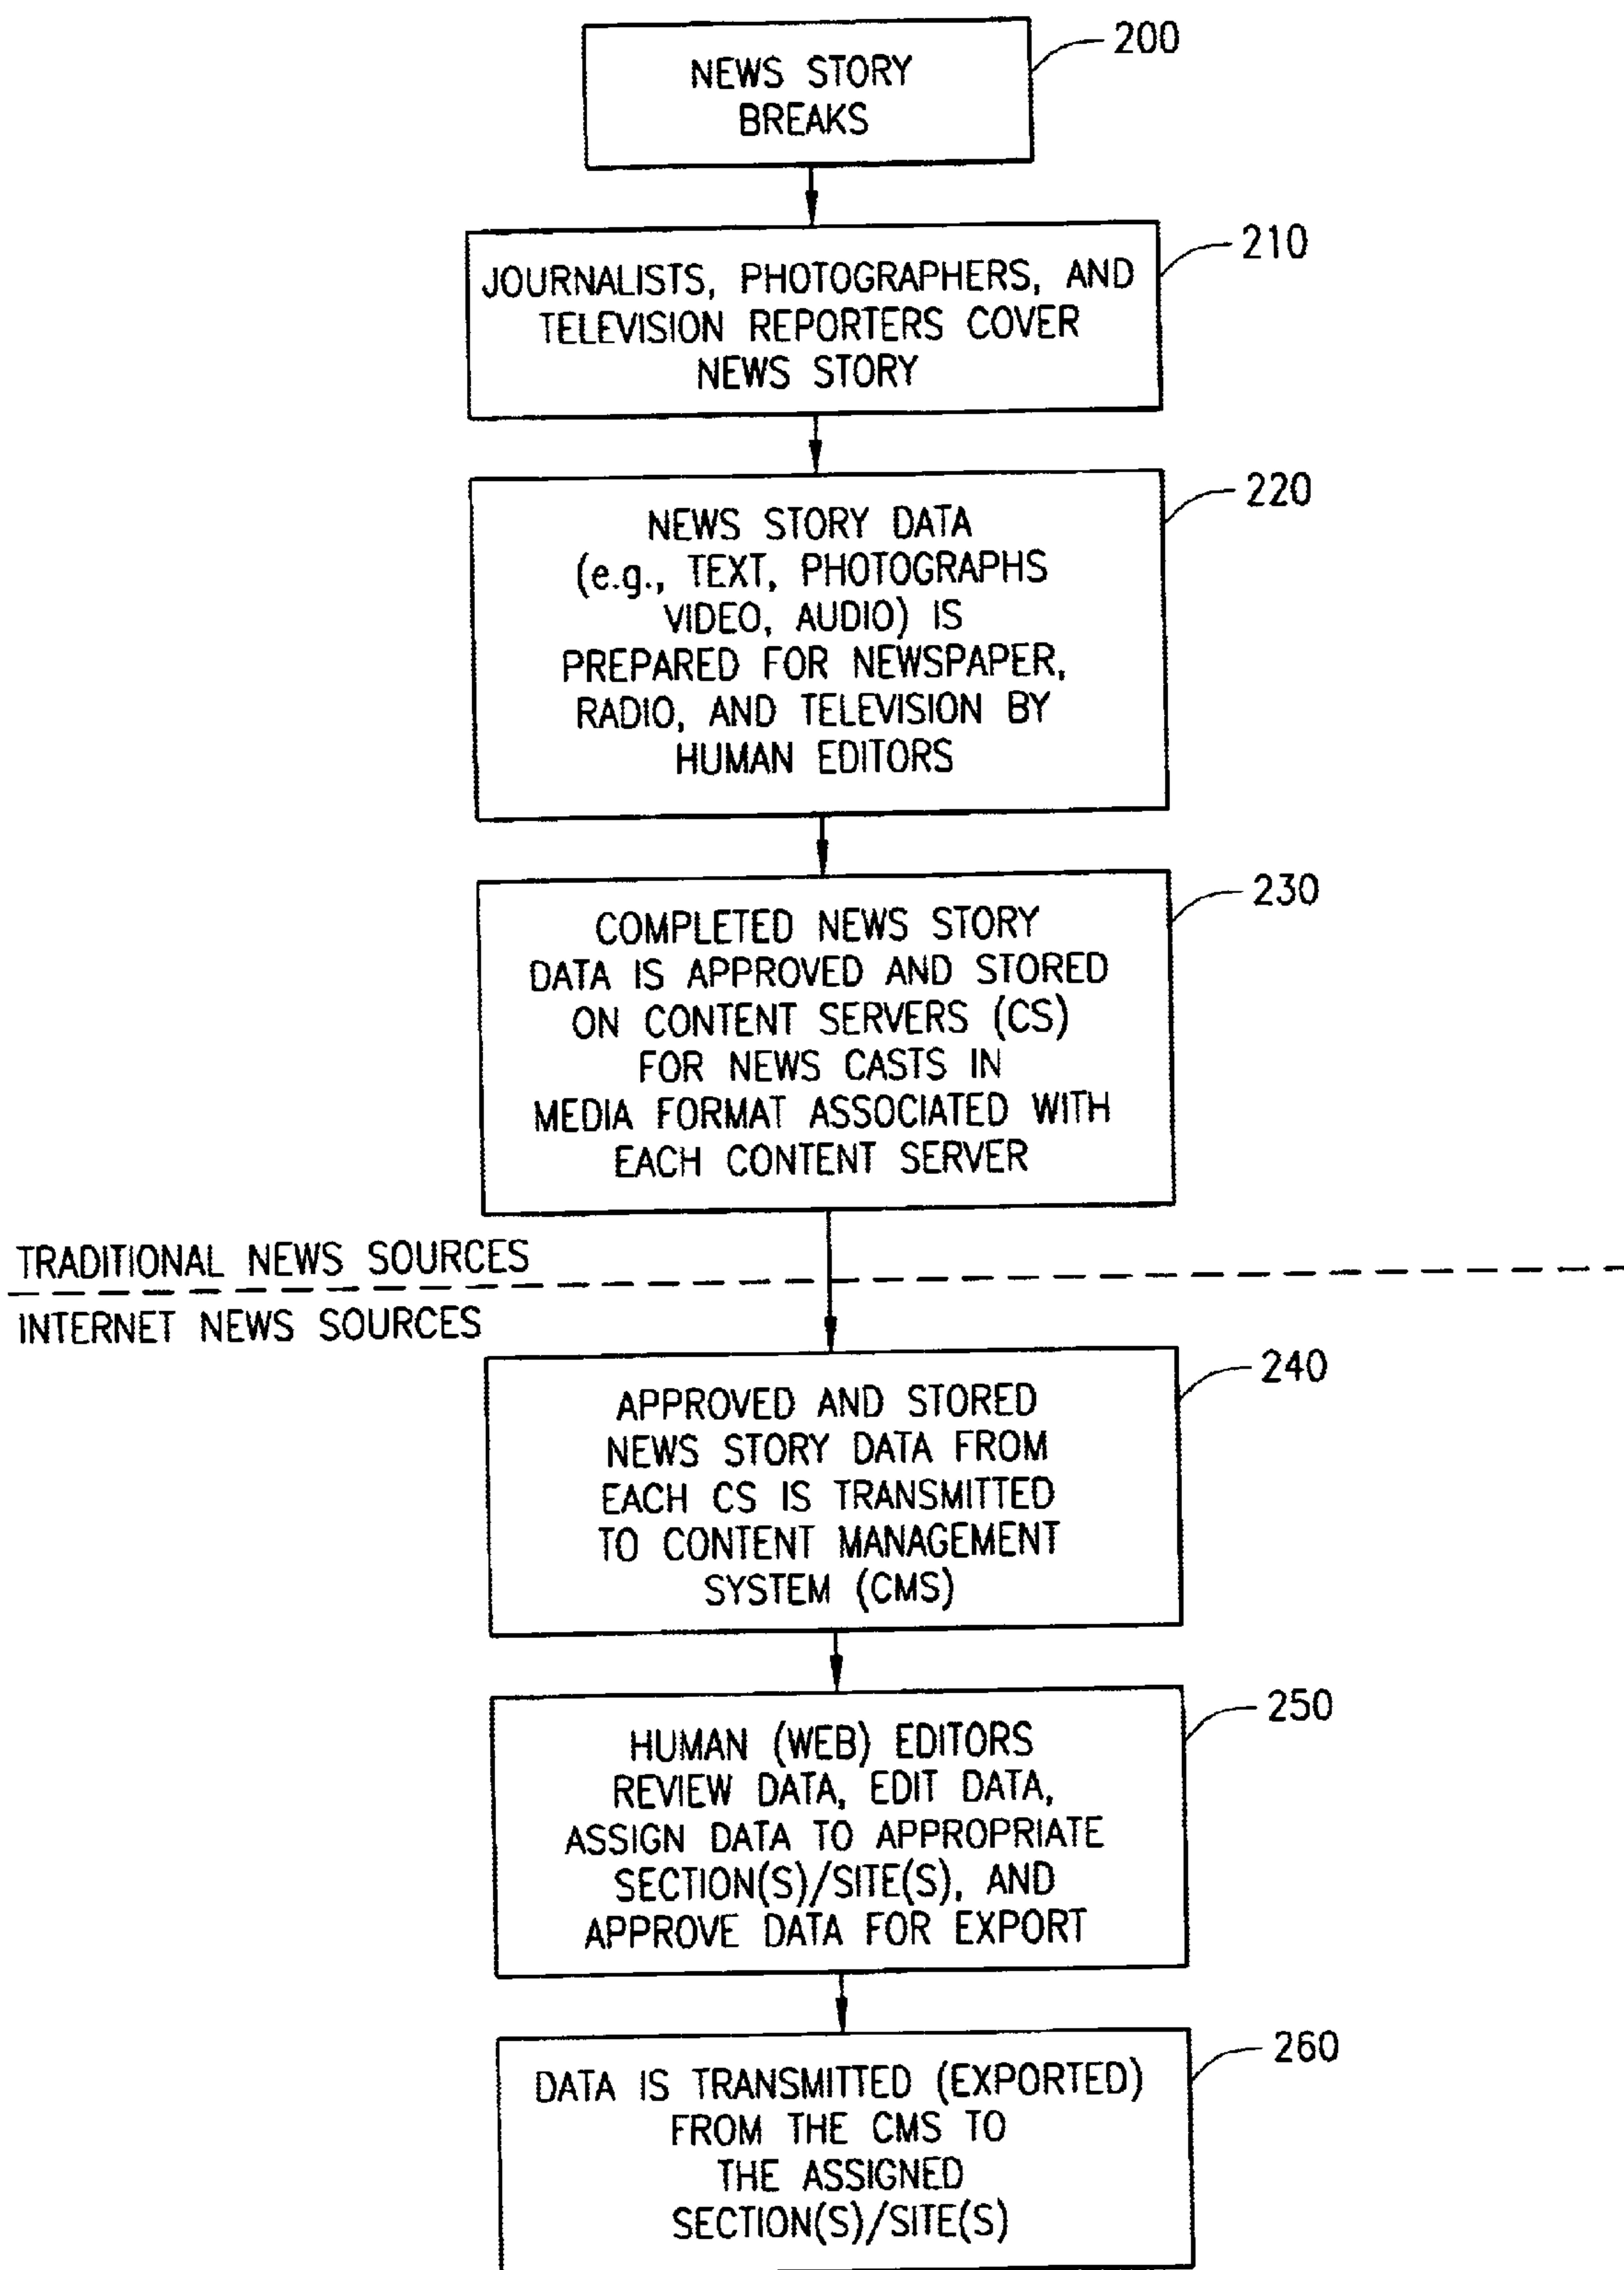 200
NEWS STORY
BREAKS
210
JOURNALISTS, PHOTOGRAPHERS, AND
TELEVISION REPORTERS COVER
NEWS STORY
220
NEWS STORY DATA
(e.g., TEXT, PHOTOGRAPHS
VIDEO, AUDIO) IS
PREPARED FOR NEWSPAPER,
RADIO, AND TELEVISION BY
HUMAN EDITORS
230
COMPLETED NEWS STORY
DATA IS APPROVED AND STORED
ON CONTENT SERVERS (CS)
FOR NEWS CASTS IN
MEDIA FORMAT ASSOCIATED WITH
EACH CONTENT SERVER
TRADITIONAL NEWS SOURCES
INTERNET NEWS SOURCES
240
APPROVED AND STORED
NEWS STORY DATA FROM
EACH CS IS TRANSMITTED
TO CONTENT MANAGEMENT
SYSTEM (CMS)
250
HUMAN (WEB) EDITORS
REVIEW DATA, EDIT DATA,
ASSIGN DATA TO APPROPRIATE
SECTION(S)/SITE(S), AND
APPROVE DATA FOR EXPORT
260
DATA IS TRANSMITTED (EXPORTED)
FROM THE CMS TO
THE ASSIGNED
SECTION(S)/SITE(S)